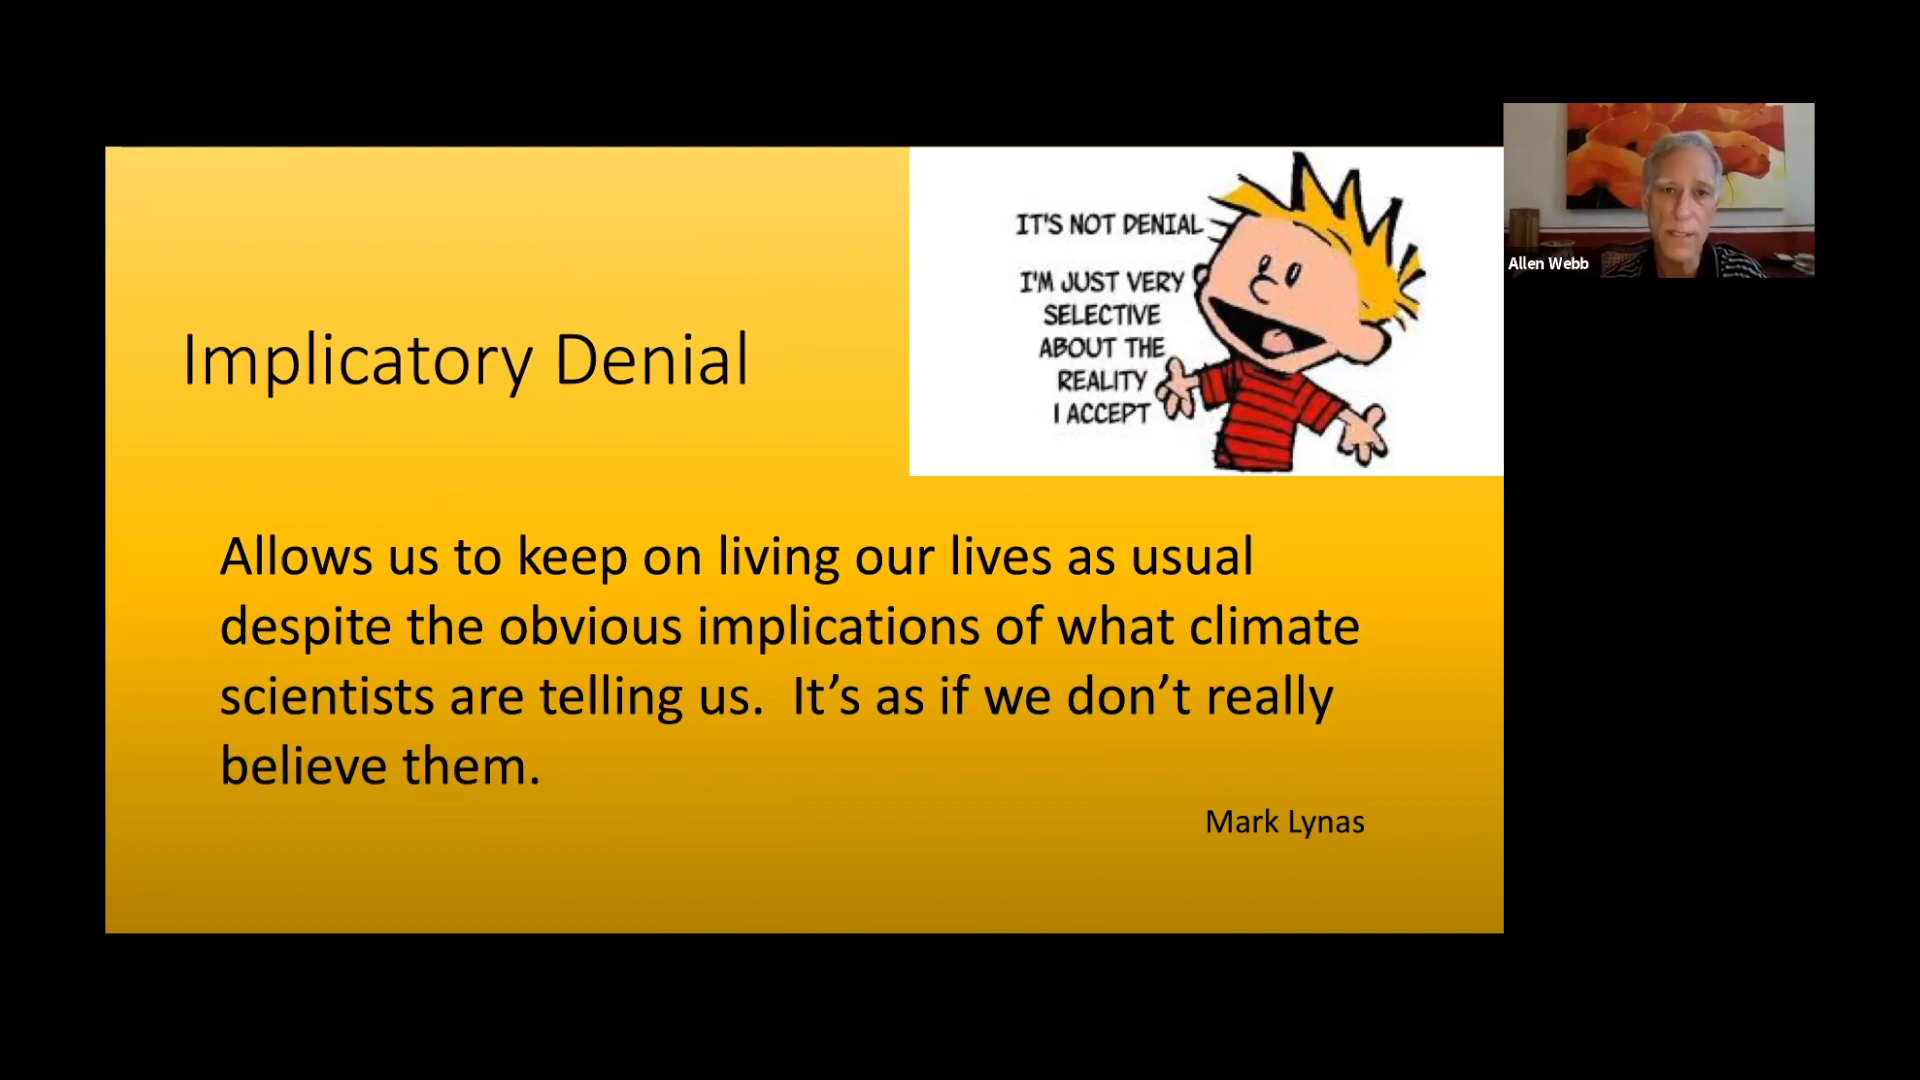 Implicatory Denial
IT'S NOT DENIAL
I'M JUST VERY
SELECTIVE
ABOUT THE
REALITY
I ACCEPT
Allows us to keep on living our lives as usual
despite the obvious implications of what climate
scientists are telling us.  It’s as if we don’t really
believe them.
Mark Lynas
Allen Webb